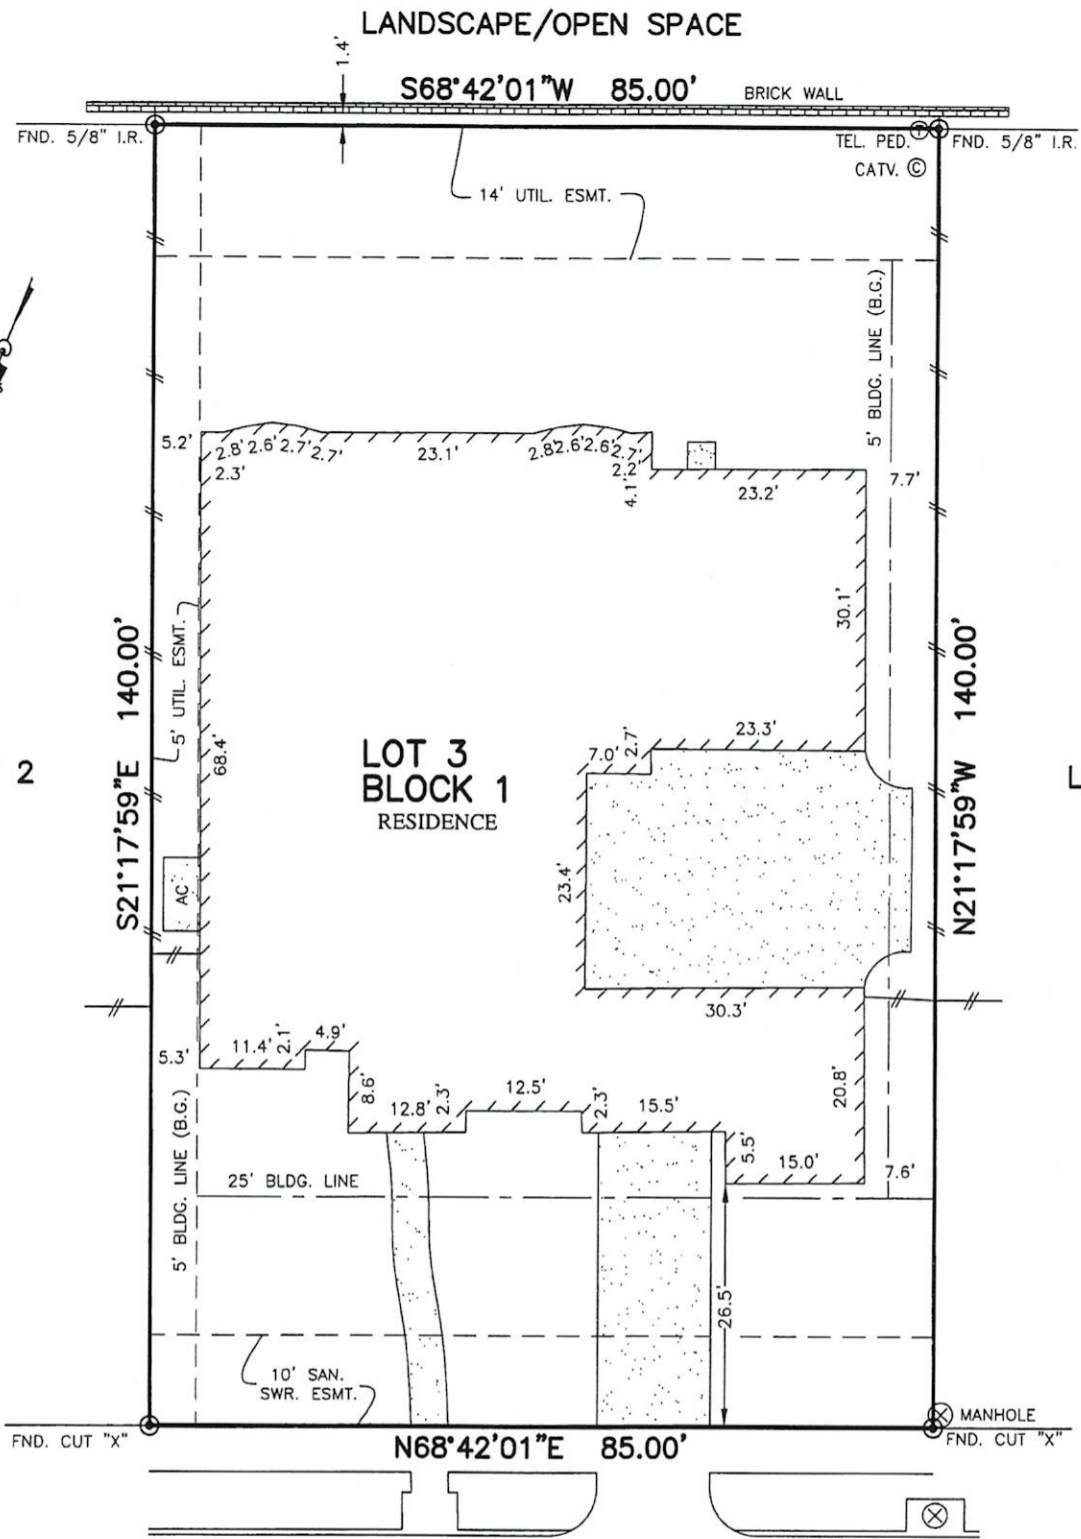 LANDSCAPE/OPEN SPACE
1.4'
S68°42'01"W 85.00'
BRICK WALL
FND. 5/8" I.R.
TEL. PED. T
FND. 5/8" I.R.
CATV. C
14' UTIL. ESMT.
5' BLDG. LINE (B.G.)
5.2'
2.8' 2.6' 2.7' 2.7'
23.1'
2.8' 2.6' 2.6' 2.7'
2.3'
2.2'
4.1'
23.2'
7.7'
30.1'
S21°17'59"E 140.00'
5' UTIL. ESMT.
68.4'
N21°17'59"W 140.00'
23.3'
7.0'
2.7'
2
LOT 3
BLOCK 1
RESIDENCE
L
AC
23.4'
30.3'
5.3'
11.4'
2.1'
4.9'
8.6'
12.8'
2.3'
12.5'
2.3'
15.5'
20.8'
5.5'
15.0'
7.6'
5' BLDG. LINE (B.G.)
25' BLDG. LINE
26.5'
10' SAN.
SWR. ESMT.
MANHOLE
FND. CUT "X"
N68°42'01"E 85.00'
FND. CUT "X"